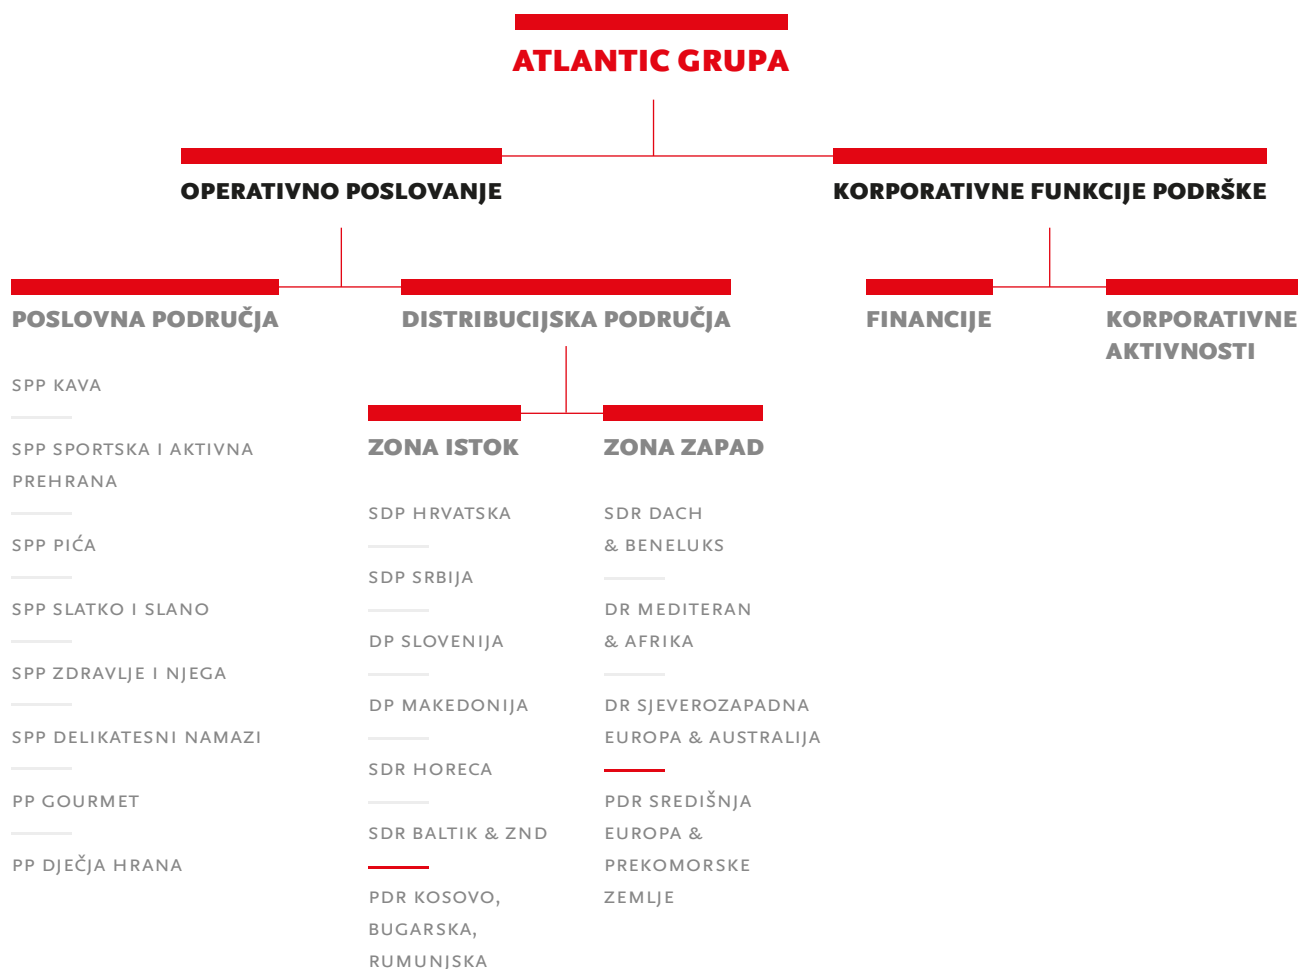 ATLANTIC GRUPA
OPERATIVNO POSLOVANJE
KORPORATIVNE FUNKCIJE PODRŠKE
POSLOVNA PODRUČJA
SPP KAVA
SPP SPORTSKA I AKTIVNA
PREHRANA
SPP PIĆA
SPP SLATKO I SLANO
SPP ZDRAVLJE I NJEGA
SPP DELIKATESNI NAMAZI
PP GOURMET
PP DJEČJA HRANA
DISTRIBUCIJSKA PODRUČJA
ZONA ISTOK
SDP HRVATSKA
SDP SRBIJA
DP SLOVENIJA
DP MAKEDONIJA
SDR HORECA
SDR BALTIK & ZND
PDR KOSOVO,
BUGARSKA,
RUMUNJSKA
ZONA ZAPAD
SDR DACH
& BENELUKS
DR MEDITERAN
& AFRIKA
DR SJEVEROZAPADNA
EUROPA & AUSTRALIJA
PDR SREDIŠNJA
EUROPA &
PREKOMORSKE
ZEMLJE
FINANCIJE
KORPORATIVNE
AKTIVNOSTI